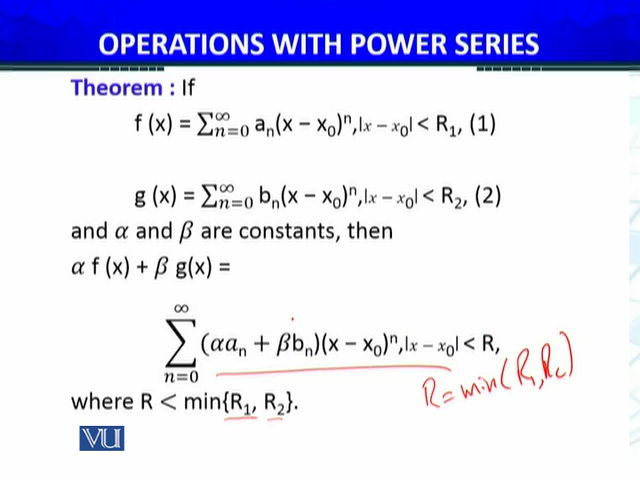 OPERATIONS WITH POWER SERIES
Theorem : If
f (x) = ∑ₙ₌₀^∞ aₙ(x − x₀)ⁿ,|x − x₀| < R₁, (1)
g (x) = ∑ₙ₌₀^∞ bₙ(x − x₀)ⁿ,|x − x₀| < R₂, (2)
and α and β are constants, then
α f (x) + β g(x) =
∑ₙ₌₀^∞ (αaₙ + βbₙ)(x − x₀)ⁿ,|x − x₀| < R,
R = min(R₁, R₂)
where R < min{R₁, R₂}.
VU